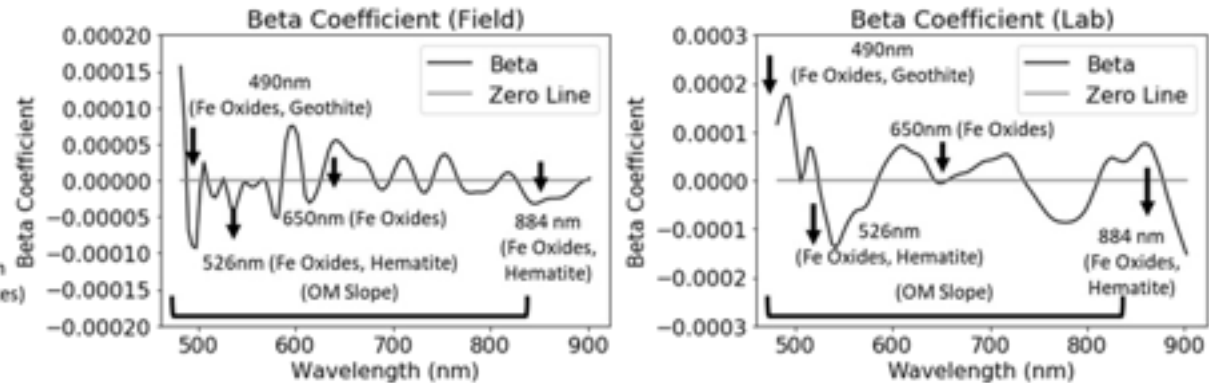 Beta Coefficient (Field)
0.00020
0.00015
0.00010
0.00005
0.00000
−0.00005
−0.00010
−0.00015
−0.00020
Beta Coefficient
490nm
(Fe Oxides, Geothite)
Beta
Zero Line
650nm (Fe Oxides)
526nm (Fe Oxides, Hematite)
884 nm
(Fe Oxides,
Hematite)
(OM Slope)
500 600 700 800 900
Wavelength (nm)
Beta Coefficient (Lab)
0.0003
0.0002
0.0001
0.0000
−0.0001
−0.0002
−0.0003
Beta Coefficient
490nm
(Fe Oxides, Geothite)
Beta
Zero Line
650nm (Fe Oxides)
526nm
(Fe Oxides, Hematite)
884 nm
(Fe Oxides,
Hematite)
(OM Slope)
500 600 700 800 900
Wavelength (nm)